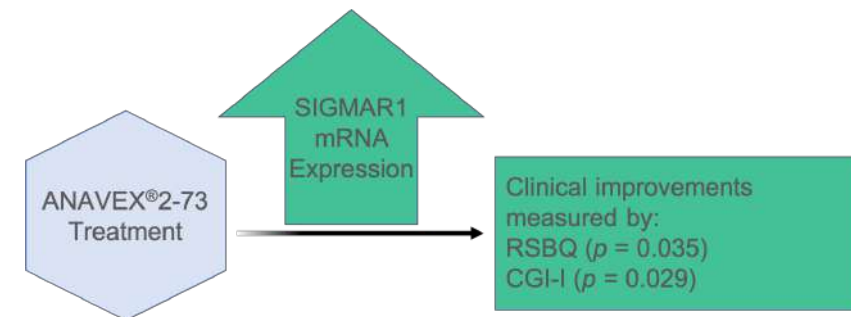 SIGMAR1
mRNA
Expression
ANAVEX®2-73
Treatment
Clinical improvements
measured by:
RSBQ (p = 0.035)
CGI-I (p = 0.029)